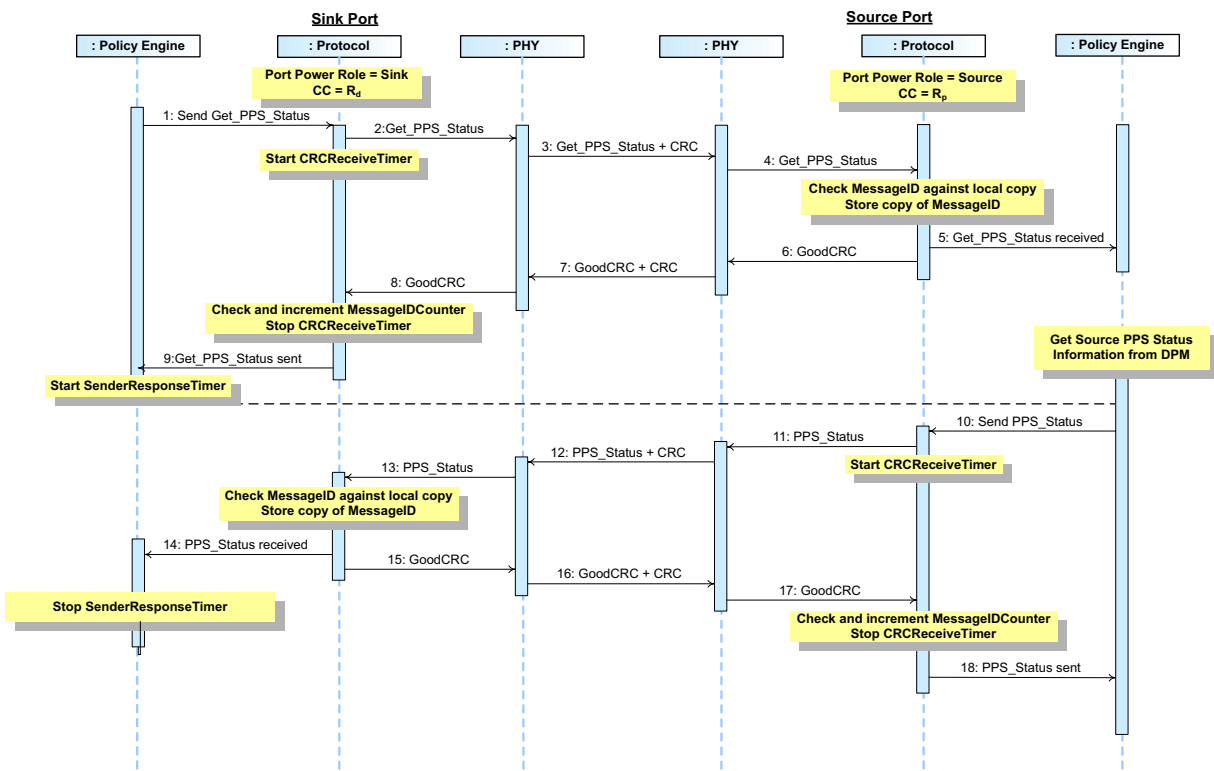 Sink Port
Source Port
: Policy Engine
: Protocol
: PHY
: PHY
: Protocol
: Policy Engine
Port Power Role = Sink
CC = Rd
Port Power Role = Source
CC = Rp
1: Send Get_PPS_Status
2:Get_PPS_Status
Start CRCReceiveTimer
3: Get_PPS_Status + CRC
4: Get_PPS_Status
Check MessageID against local copy
Store copy of MessageID
5: Get_PPS_Status received
6: GoodCRC
7: GoodCRC + CRC
8: GoodCRC
Check and increment MessageIDCounter
Stop CRCReceiveTimer
9:Get_PPS_Status sent
Start SenderResponseTimer
Get Source PPS Status
Information from DPM
10: Send PPS_Status
11: PPS_Status
Start CRCReceiveTimer
12: PPS_Status + CRC
13: PPS_Status
Check MessageID against local copy
Store copy of MessageID
14: PPS_Status received
15: GoodCRC
16: GoodCRC + CRC
17: GoodCRC
Stop SenderResponseTimer
Check and increment MessageIDCounter
Stop CRCReceiveTimer
18: PPS_Status sent